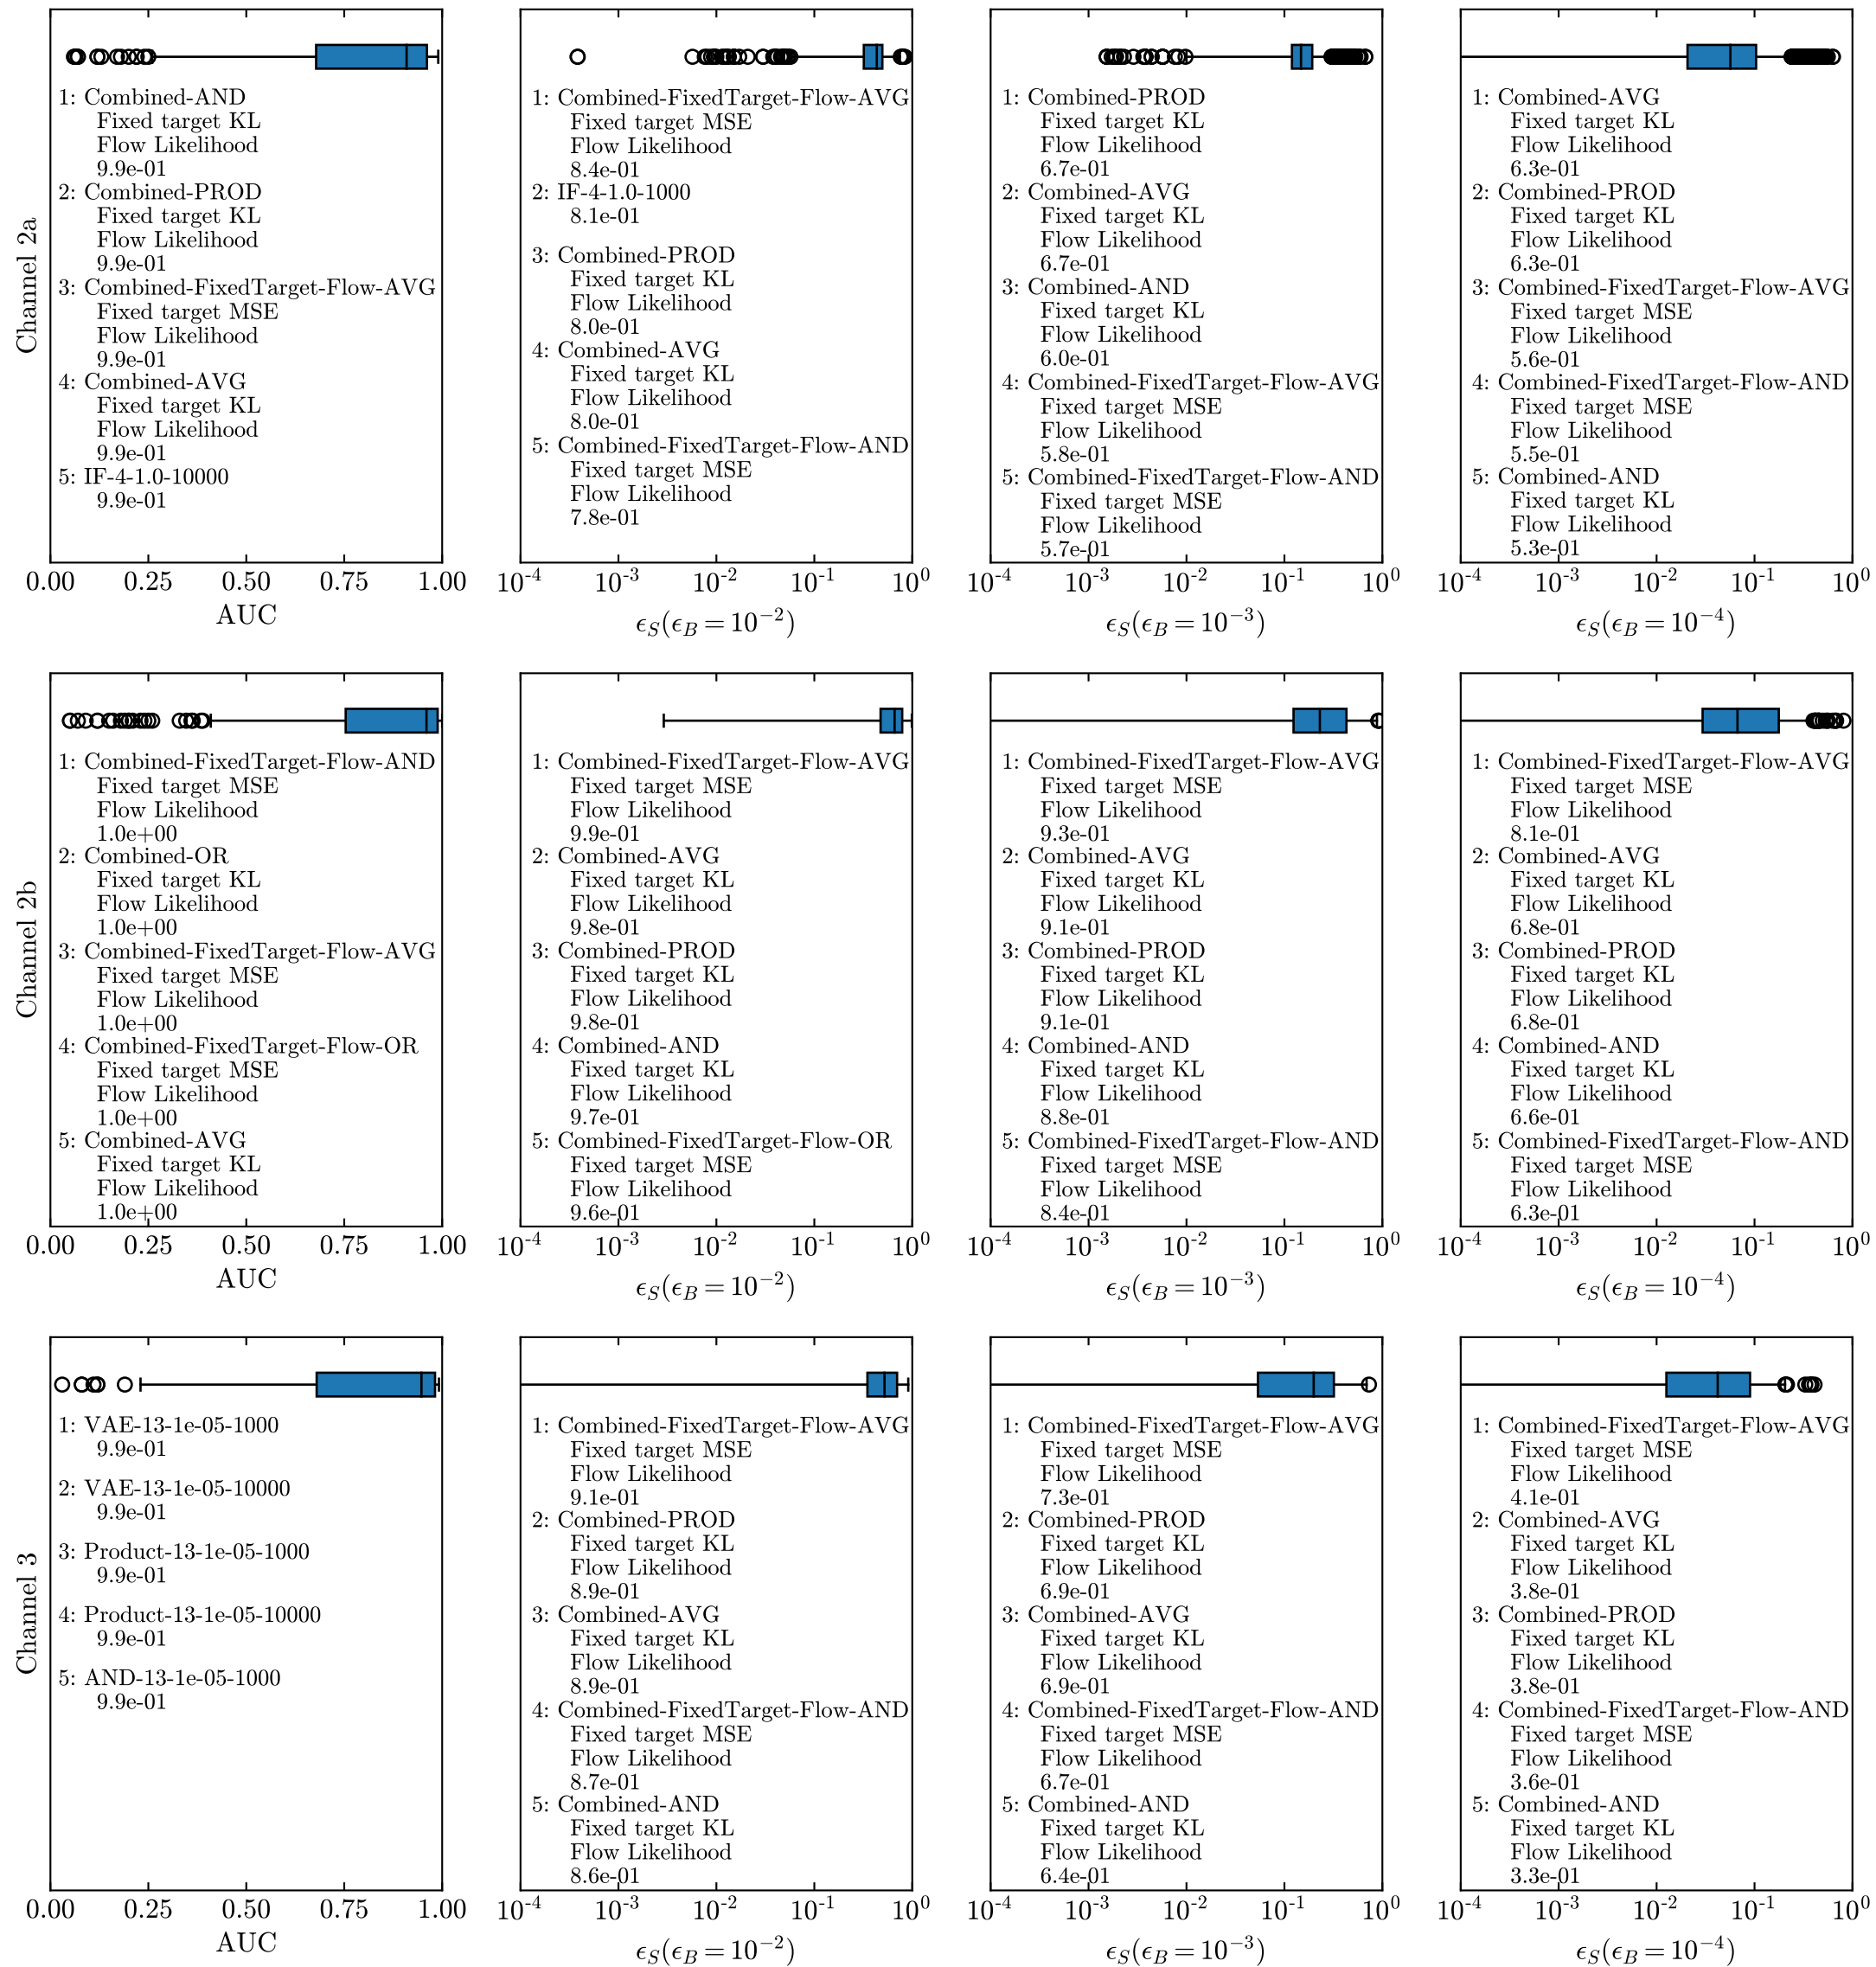 Channel 2a
1: Combined-AND
Fixed target KL
Flow Likelihood
9.9e-01
2: Combined-PROD
Fixed target KL
Flow Likelihood
9.9e-01
3: Combined-FixedTarget-Flow-AVG
Fixed target MSE
Flow Likelihood
9.9e-01
4: Combined-AVG
Fixed target KL
Flow Likelihood
9.9e-01
5: IF-4-1.0-10000
9.9e-01
0.00 0.25 0.50 0.75 1.00
AUC
1: Combined-FixedTarget-Flow-AVG
Fixed target MSE
Flow Likelihood
8.4e-01
2: IF-4-1.0-1000
8.1e-01
3: Combined-PROD
Fixed target KL
Flow Likelihood
8.0e-01
4: Combined-AVG
Fixed target KL
Flow Likelihood
8.0e-01
5: Combined-FixedTarget-Flow-AND
Fixed target MSE
Flow Likelihood
7.8e-01
10⁻⁴ 10⁻³ 10⁻² 10⁻¹ 10⁰
ϵ_S(ϵ_B = 10⁻²)
1: Combined-PROD
Fixed target KL
Flow Likelihood
6.7e-01
2: Combined-AVG
Fixed target KL
Flow Likelihood
6.7e-01
3: Combined-AND
Fixed target KL
Flow Likelihood
6.0e-01
4: Combined-FixedTarget-Flow-AVG
Fixed target MSE
Flow Likelihood
5.8e-01
5: Combined-FixedTarget-Flow-AND
Fixed target MSE
Flow Likelihood
5.7e-01
10⁻⁴ 10⁻³ 10⁻² 10⁻¹ 10⁰
ϵ_S(ϵ_B = 10⁻³)
1: Combined-AVG
Fixed target KL
Flow Likelihood
6.3e-01
2: Combined-PROD
Fixed target KL
Flow Likelihood
6.3e-01
3: Combined-FixedTarget-Flow-AVG
Fixed target MSE
Flow Likelihood
5.6e-01
4: Combined-FixedTarget-Flow-AND
Fixed target MSE
Flow Likelihood
5.5e-01
5: Combined-AND
Fixed target KL
Flow Likelihood
5.3e-01
10⁻⁴ 10⁻³ 10⁻² 10⁻¹ 10⁰
ϵ_S(ϵ_B = 10⁻⁴)
Channel 2b
1: Combined-FixedTarget-Flow-AND
Fixed target MSE
Flow Likelihood
1.0e+00
2: Combined-OR
Fixed target KL
Flow Likelihood
1.0e+00
3: Combined-FixedTarget-Flow-AVG
Fixed target MSE
Flow Likelihood
1.0e+00
4: Combined-FixedTarget-Flow-OR
Fixed target MSE
Flow Likelihood
1.0e+00
5: Combined-AVG
Fixed target KL
Flow Likelihood
1.0e+00
0.00 0.25 0.50 0.75 1.00
AUC
1: Combined-FixedTarget-Flow-AVG
Fixed target MSE
Flow Likelihood
9.9e-01
2: Combined-AVG
Fixed target KL
Flow Likelihood
9.8e-01
3: Combined-PROD
Fixed target KL
Flow Likelihood
9.8e-01
4: Combined-AND
Fixed target KL
Flow Likelihood
9.7e-01
5: Combined-FixedTarget-Flow-OR
Fixed target MSE
Flow Likelihood
9.6e-01
10⁻⁴ 10⁻³ 10⁻² 10⁻¹ 10⁰
ϵ_S(ϵ_B = 10⁻²)
1: Combined-FixedTarget-Flow-AVG
Fixed target MSE
Flow Likelihood
9.3e-01
2: Combined-AVG
Fixed target KL
Flow Likelihood
9.1e-01
3: Combined-PROD
Fixed target KL
Flow Likelihood
9.1e-01
4: Combined-AND
Fixed target KL
Flow Likelihood
8.8e-01
5: Combined-FixedTarget-Flow-AND
Fixed target MSE
Flow Likelihood
8.4e-01
10⁻⁴ 10⁻³ 10⁻² 10⁻¹ 10⁰
ϵ_S(ϵ_B = 10⁻³)
1: Combined-FixedTarget-Flow-AVG
Fixed target MSE
Flow Likelihood
8.1e-01
2: Combined-AVG
Fixed target KL
Flow Likelihood
6.8e-01
3: Combined-PROD
Fixed target KL
Flow Likelihood
6.8e-01
4: Combined-AND
Fixed target KL
Flow Likelihood
6.6e-01
5: Combined-FixedTarget-Flow-AND
Fixed target MSE
Flow Likelihood
6.3e-01
10⁻⁴ 10⁻³ 10⁻² 10⁻¹ 10⁰
ϵ_S(ϵ_B = 10⁻⁴)
Channel 3
1: VAE-13-1e-05-1000
9.9e-01
2: VAE-13-1e-05-10000
9.9e-01
3: Product-13-1e-05-1000
9.9e-01
4: Product-13-1e-05-10000
9.9e-01
5: AND-13-1e-05-1000
9.9e-01
0.00 0.25 0.50 0.75 1.00
AUC
1: Combined-FixedTarget-Flow-AVG
Fixed target MSE
Flow Likelihood
9.1e-01
2: Combined-PROD
Fixed target KL
Flow Likelihood
8.9e-01
3: Combined-AVG
Fixed target KL
Flow Likelihood
8.9e-01
4: Combined-FixedTarget-Flow-AND
Fixed target MSE
Flow Likelihood
8.7e-01
5: Combined-AND
Fixed target KL
Flow Likelihood
8.6e-01
10⁻⁴ 10⁻³ 10⁻² 10⁻¹ 10⁰
ϵ_S(ϵ_B = 10⁻²)
1: Combined-FixedTarget-Flow-AVG
Fixed target MSE
Flow Likelihood
7.3e-01
2: Combined-PROD
Fixed target KL
Flow Likelihood
6.9e-01
3: Combined-AVG
Fixed target KL
Flow Likelihood
6.9e-01
4: Combined-FixedTarget-Flow-AND
Fixed target MSE
Flow Likelihood
6.7e-01
5: Combined-AND
Fixed target KL
Flow Likelihood
6.4e-01
10⁻⁴ 10⁻³ 10⁻² 10⁻¹ 10⁰
ϵ_S(ϵ_B = 10⁻³)
1: Combined-FixedTarget-Flow-AVG
Fixed target MSE
Flow Likelihood
4.1e-01
2: Combined-AVG
Fixed target KL
Flow Likelihood
3.8e-01
3: Combined-PROD
Fixed target KL
Flow Likelihood
3.8e-01
4: Combined-FixedTarget-Flow-AND
Fixed target MSE
Flow Likelihood
3.6e-01
5: Combined-AND
Fixed target KL
Flow Likelihood
3.3e-01
10⁻⁴ 10⁻³ 10⁻² 10⁻¹ 10⁰
ϵ_S(ϵ_B = 10⁻⁴)